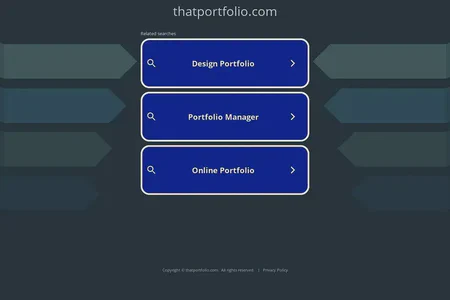 thatportfolio.com
Related searches
Design Portfolio
Portfolio Manager
Online Portfolio
Copyright © thatportfolio.com. All rights reserved. | Privacy Policy